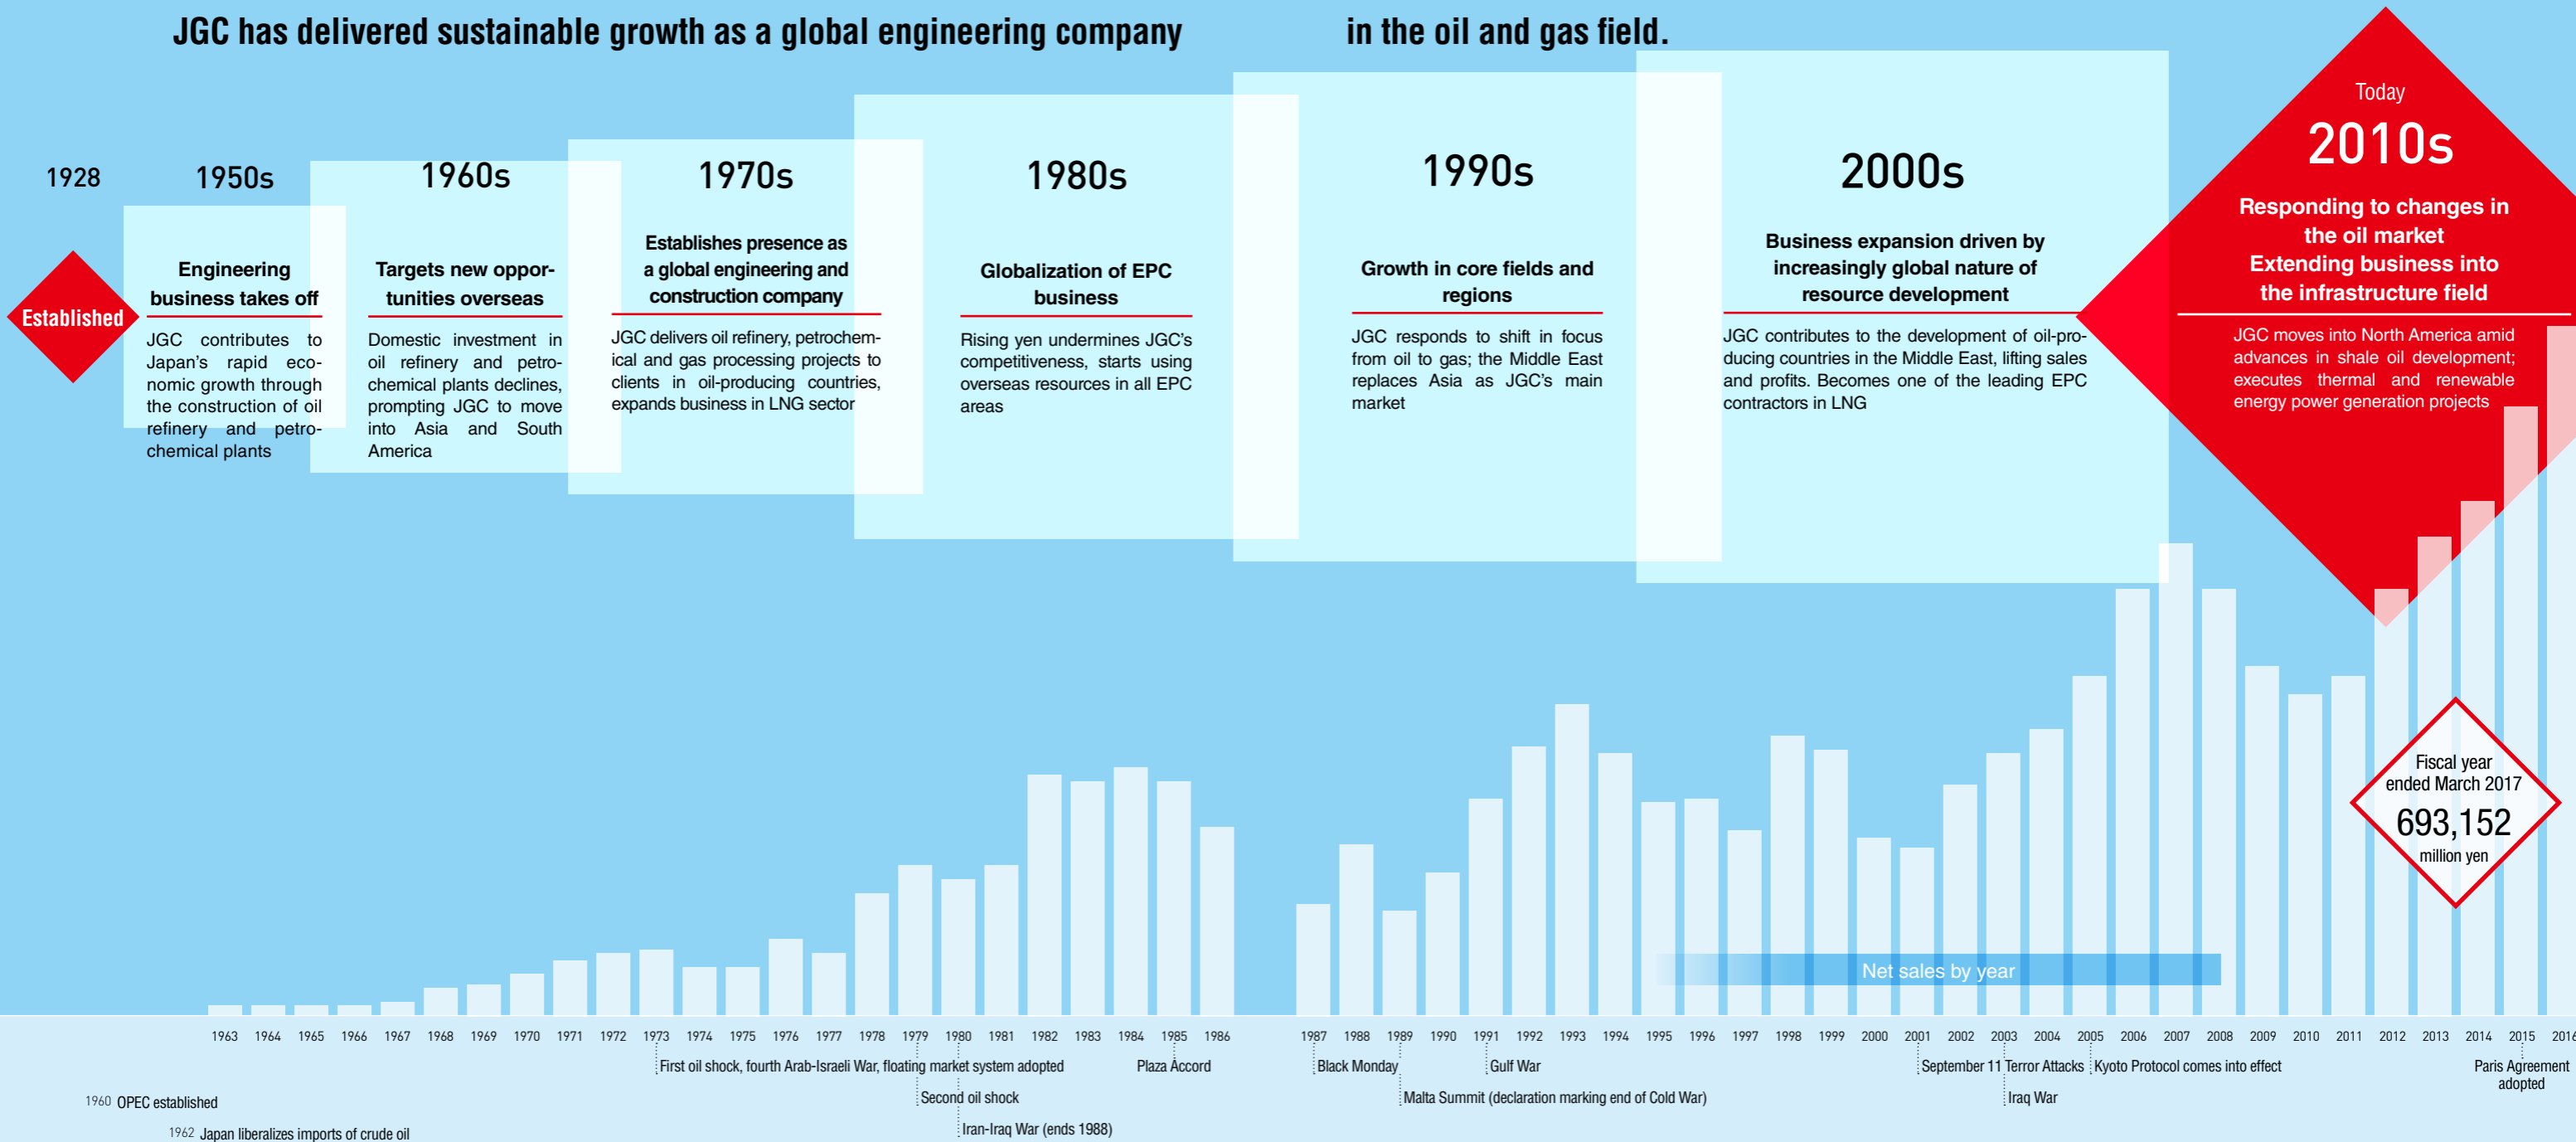 JGC has delivered sustainable growth as a global engineering company in the oil and gas field.
1928
Established
1950s
Engineering
business takes off
JGC contributes to
Japan's rapid eco-
nomic growth through
the construction of oil
refinery and petro-
chemical plants
1960s
Targets new oppor-
tunities overseas
Domestic investment in
oil refinery and petro-
chemical plants declines,
prompting JGC to move
into Asia and South
America
1970s
Establishes presence as
a global engineering and
construction company
JGC delivers oil refinery, petrochem-
ical and gas processing projects to
clients in oil-producing countries,
expands business in LNG sector
1980s
Globalization of EPC
business
Rising yen undermines JGC's
competitiveness, starts using
overseas resources in all EPC
areas
1990s
Growth in core fields and
regions
JGC responds to shift in focus
from oil to gas; the Middle East
replaces Asia as JGC's main
market
2000s
Business expansion driven by
increasingly global nature of
resource development
JGC contributes to the development of oil-pro-
ducing countries in the Middle East, lifting sales
and profits. Becomes one of the leading EPC
contractors in LNG
Today
2010s
Responding to changes in
the oil market
Extending business into
the infrastructure field
JGC moves into North America amid
advances in shale oil development;
executes thermal and renewable
energy power generation projects
Fiscal year
ended March 2017
693,152
million yen
Net sales by year
1963 1964 1965 1966 1967 1968 1969 1970 1971 1972 1973 1974 1975 1976 1977 1978 1979 1980 1981 1982 1983 1984 1985 1986 1987 1988 1989 1990 1991 1992 1993 1994 1995 1996 1997 1998 1999 2000 2001 2002 2003 2004 2005 2006 2007 2008 2009 2010 2011 2012 2013 2014 2015 2016
First oil shock, fourth Arab-Israeli War, floating market system adopted
Plaza Accord
Black Monday
Gulf War
September 11 Terror Attacks
Kyoto Protocol comes into effect
Paris Agreement
adopted
Second oil shock
Malta Summit (declaration marking end of Cold War)
Iraq War
1960 OPEC established
Iran-Iraq War (ends 1988)
1962 Japan liberalizes imports of crude oil